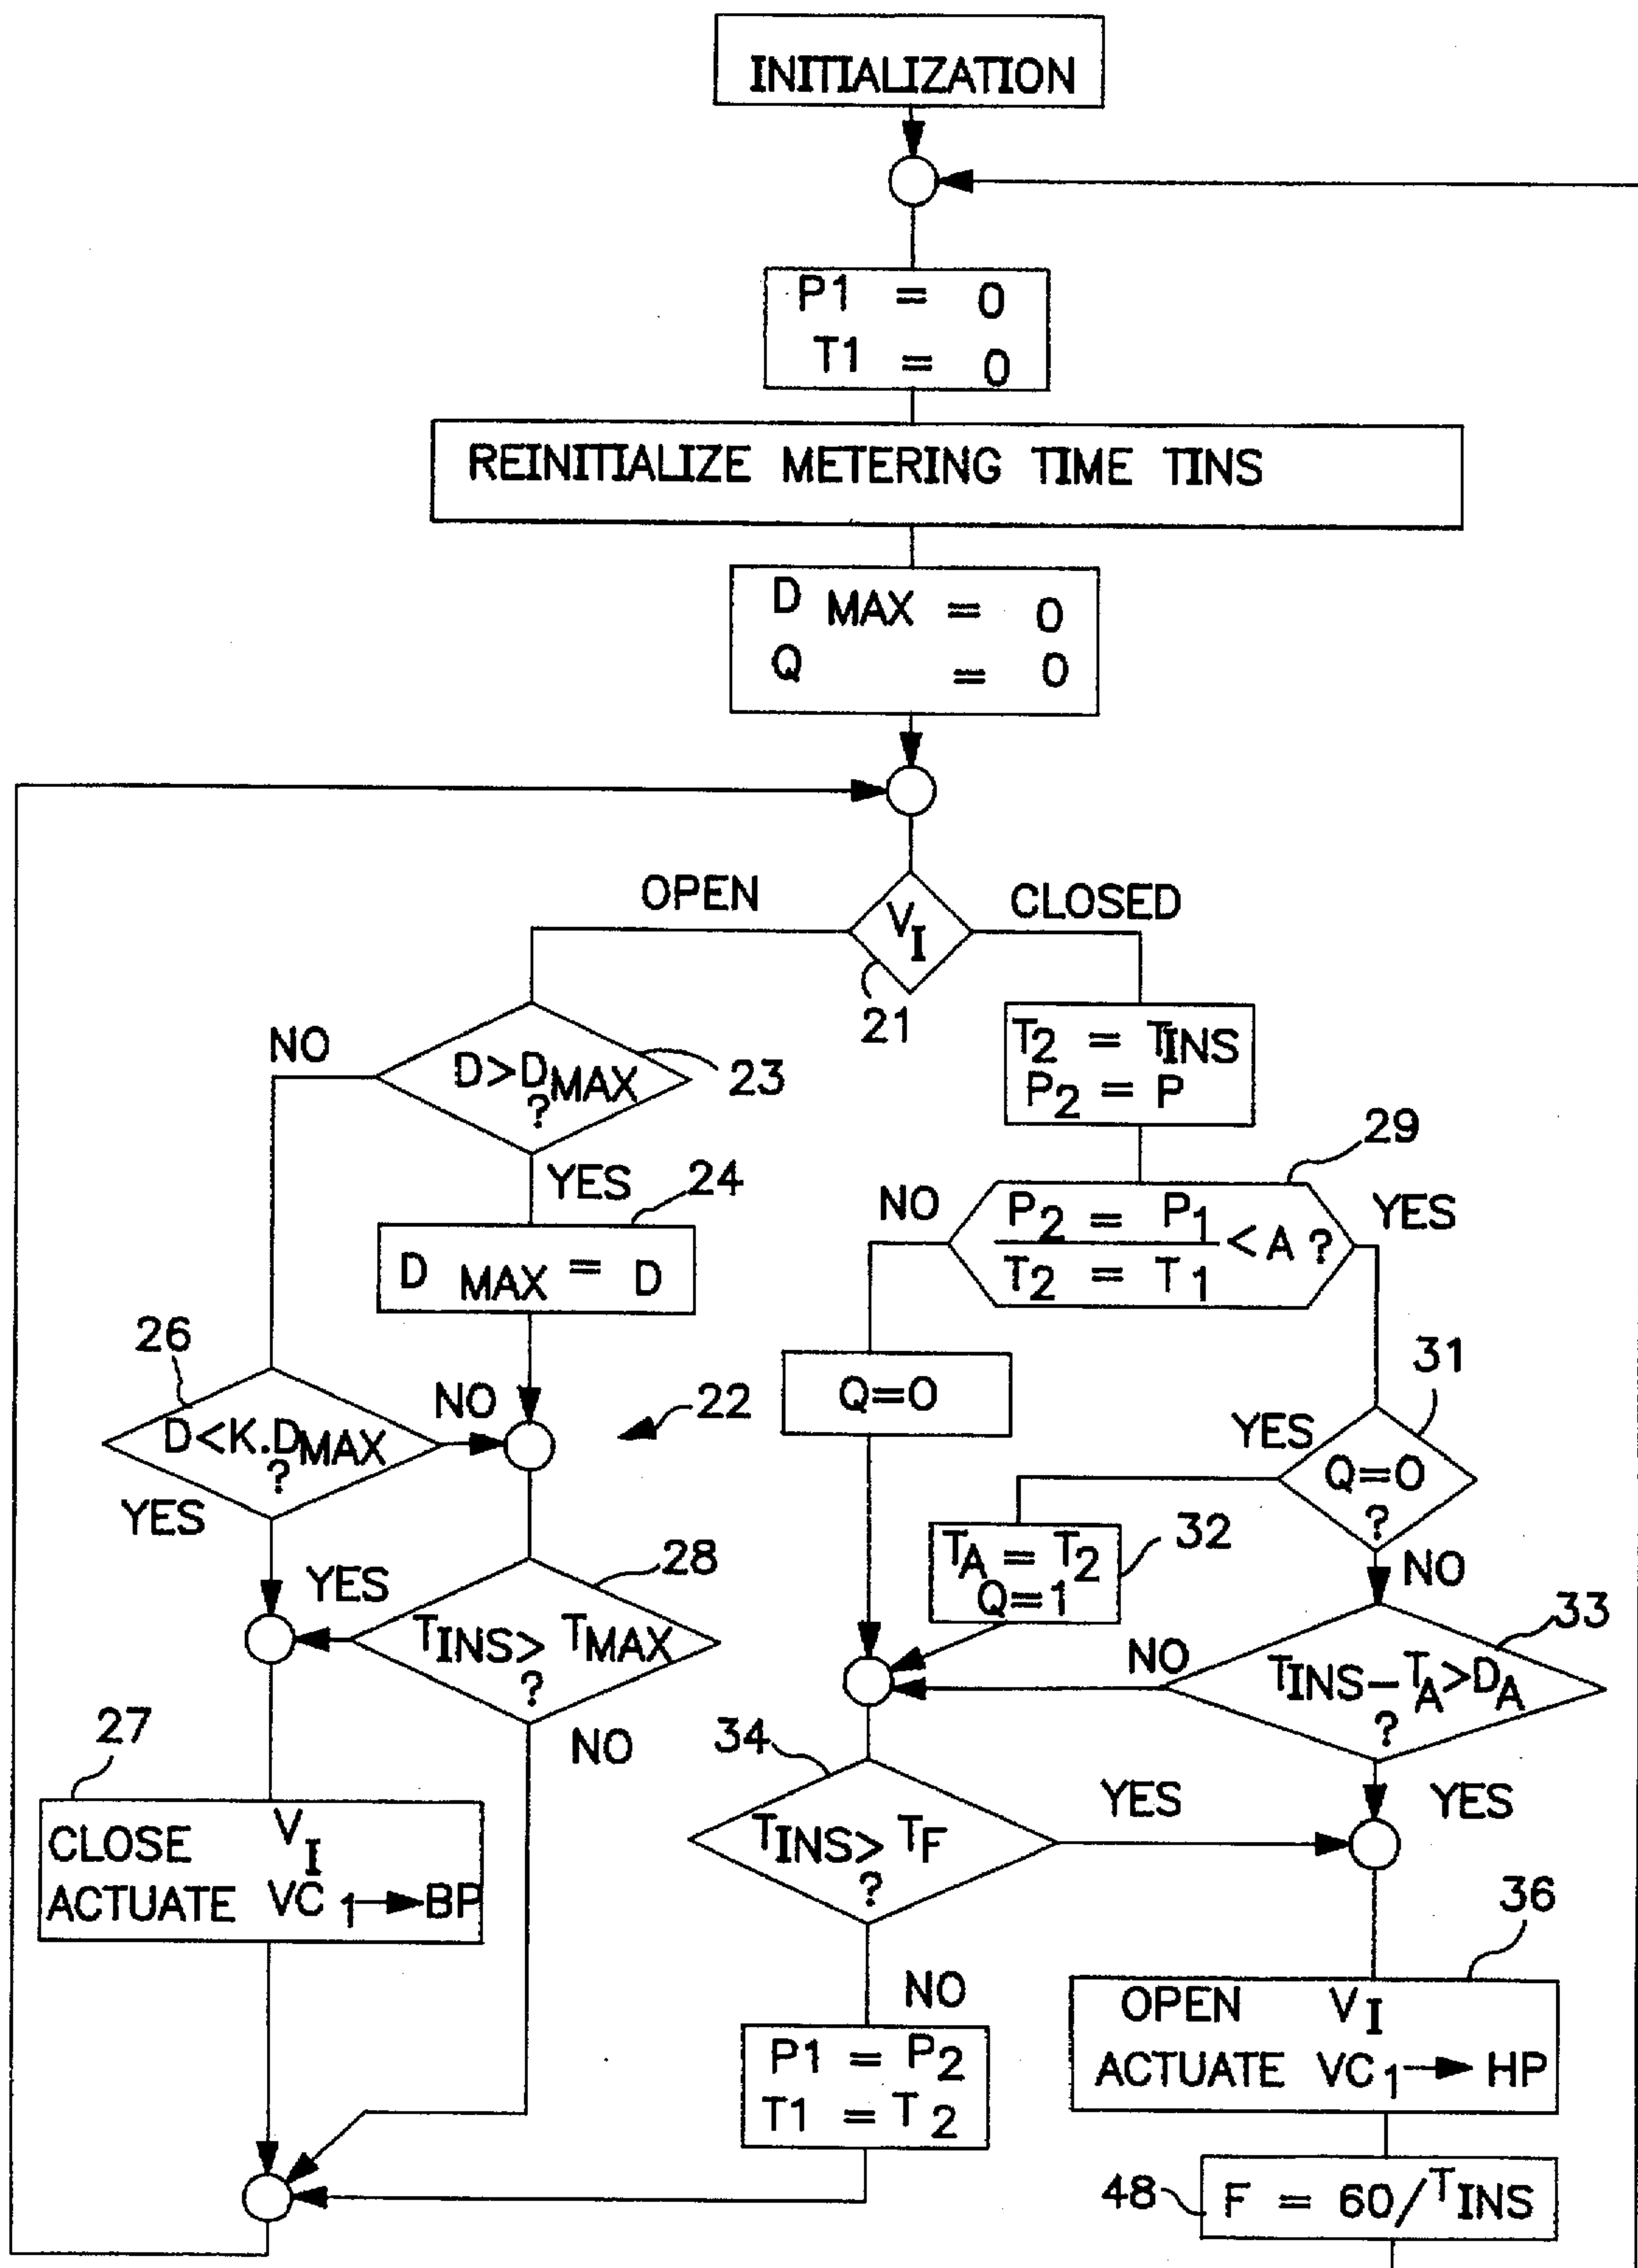 INITIALIZATION
P1 = 0
T1 = 0
REINITIALIZE METERING TIME TINS
D MAX = 0
Q = 0
OPEN
VI
CLOSED
21
T2 = TINS
P2 = P
NO
D>DMAX
?
23
YES
24
D MAX = D
29
NO
P2 = P1
T2 = T1
<A ?
YES
26
D<K.DMAX
?
NO
YES
22
Q=0
31
YES
Q=0
?
NO
32
TA = T2
Q=1
28
YES
TINS> TMAX
?
NO
33
NO
TINS-TA>DA
?
YES
27
CLOSE VI
ACTUATE VC1→BP
34
TINS> TF
?
YES
NO
P1 = P2
T1 = T2
36
OPEN VI
ACTUATE VC1→HP
48
F = 60/TINS